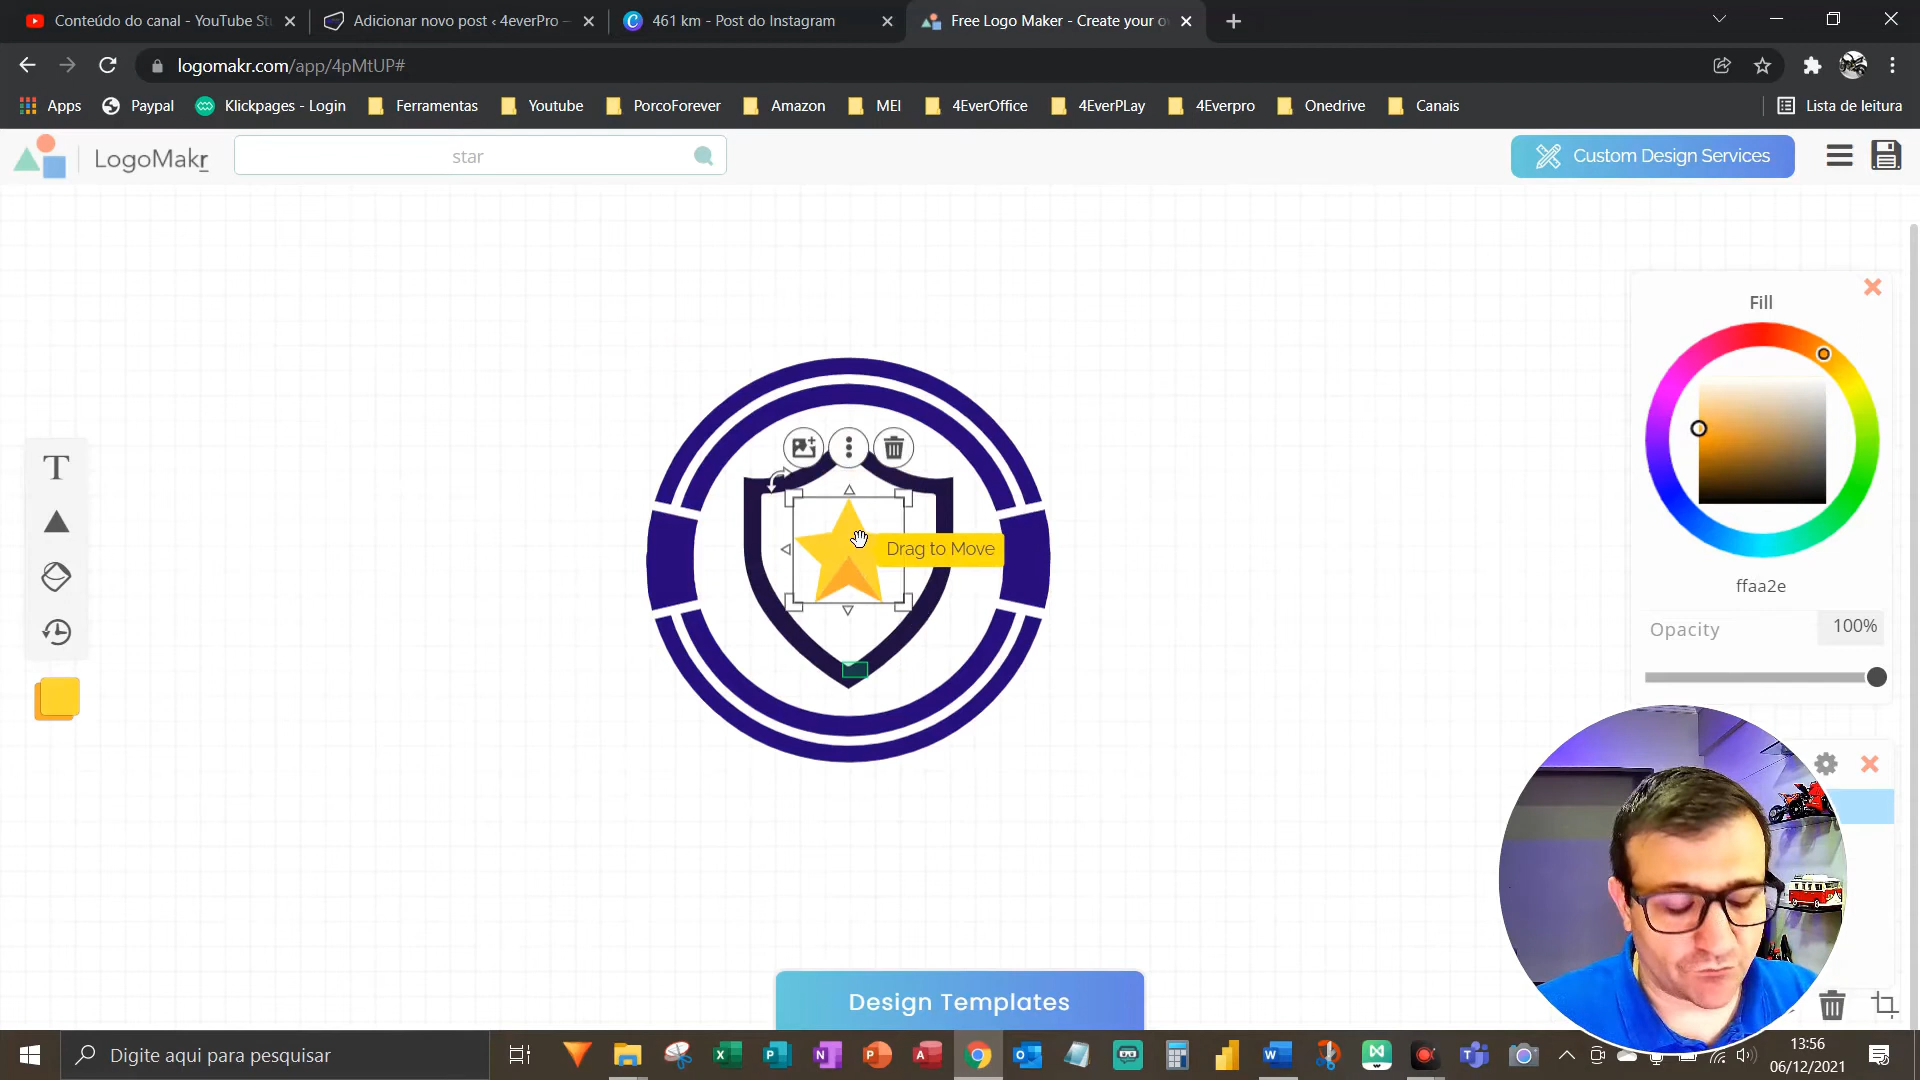 Conteúdo do canal - YouTube St
Adicionar novo post ‹ 4everPro –
461 km - Post do Instagram
Free Logo Maker - Create your o
logomakr.com/app/4pMtUP#
Apps
Paypal
Klickpages - Login
Ferramentas
Youtube
PorcoForever
Amazon
MEI
4EverOffice
4EverPLay
4Everpro
Onedrive
Canais
Lista de leitura
LogoMakr
star
Custom Design Services
Fill
T
Drag to Move
ffaa2e
Opacity
100%
Design Templates
Digite aqui para pesquisar
13:56
06/12/2021